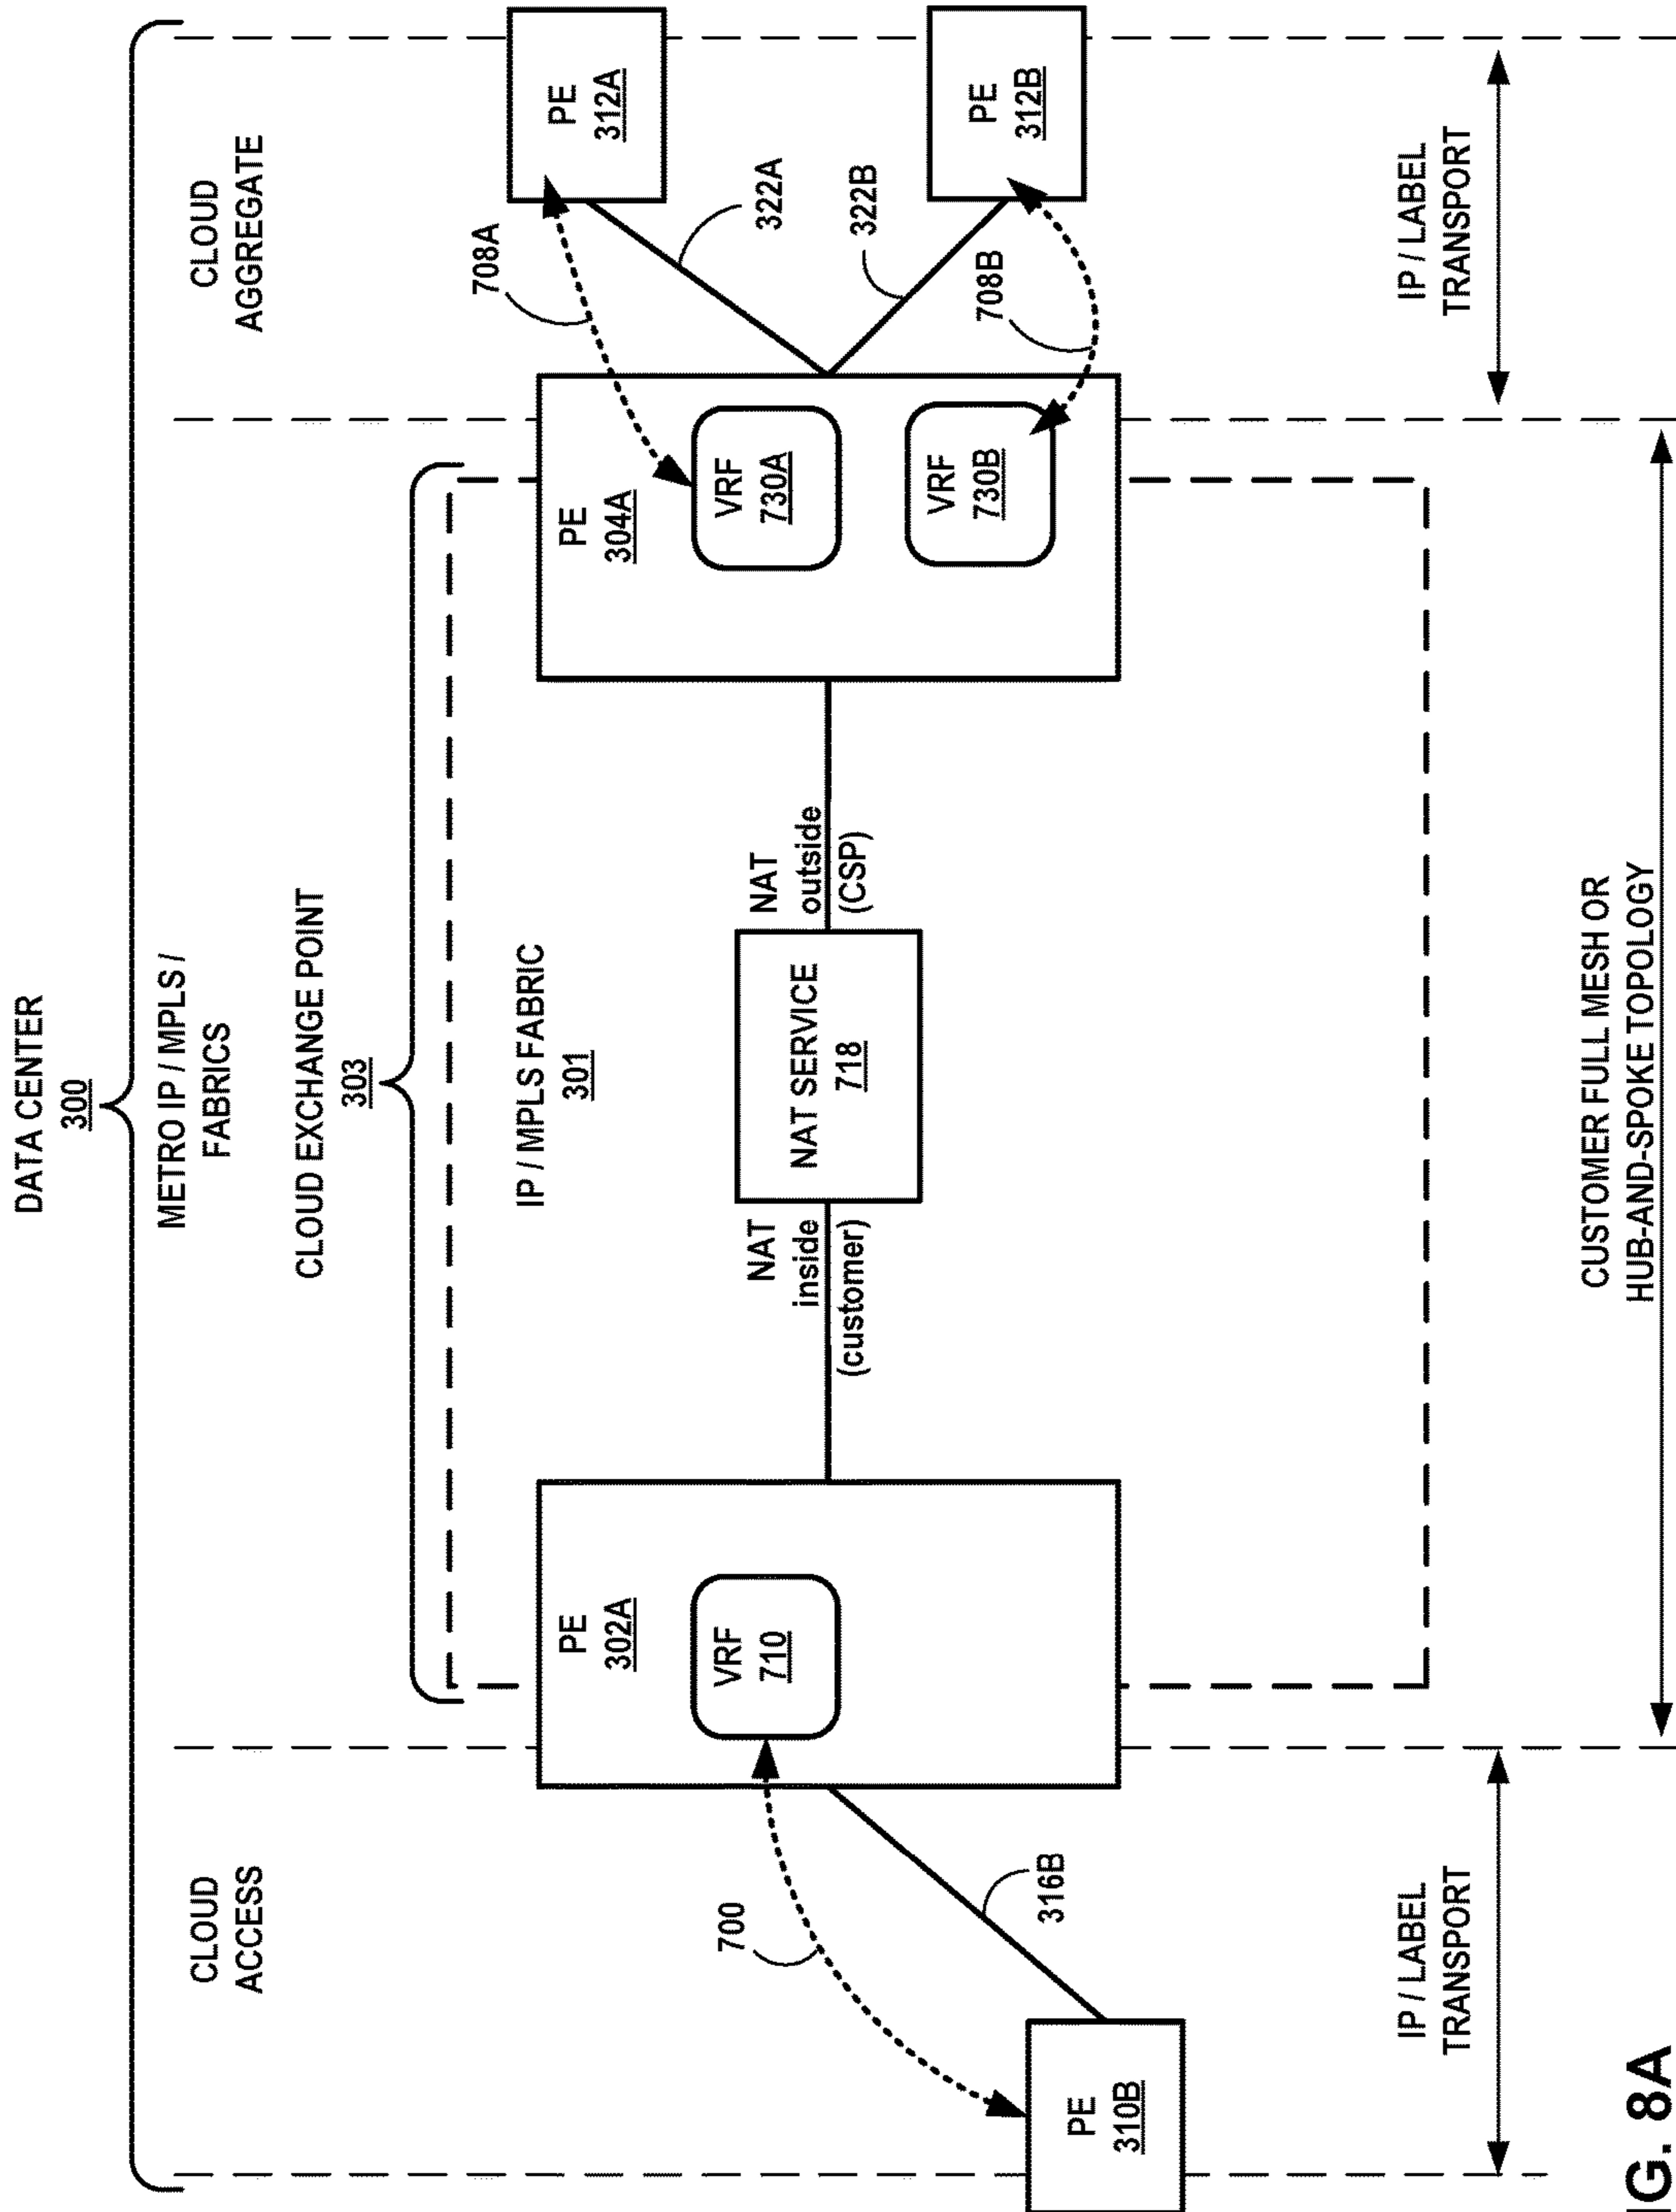 DATA CENTER
300
METRO IP / MPLS /
FABRICS
CLOUD
ACCESS
CLOUD EXCHANGE POINT
303
CLOUD
AGGREGATE
IP / MPLS FABRIC
301
PE
310B
700
316B
PE
302A
VRF
710
NAT
inside
(customer)
NAT SERVICE
718
NAT
outside
(CSP)
PE
304A
VRF
730A
VRF
730B
708A
322A
322B
708B
PE
312A
PE
312B
IP / LABEL
TRANSPORT
CUSTOMER FULL MESH OR
HUB-AND-SPOKE TOPOLOGY
IP / LABEL
TRANSPORT
IG. 8A